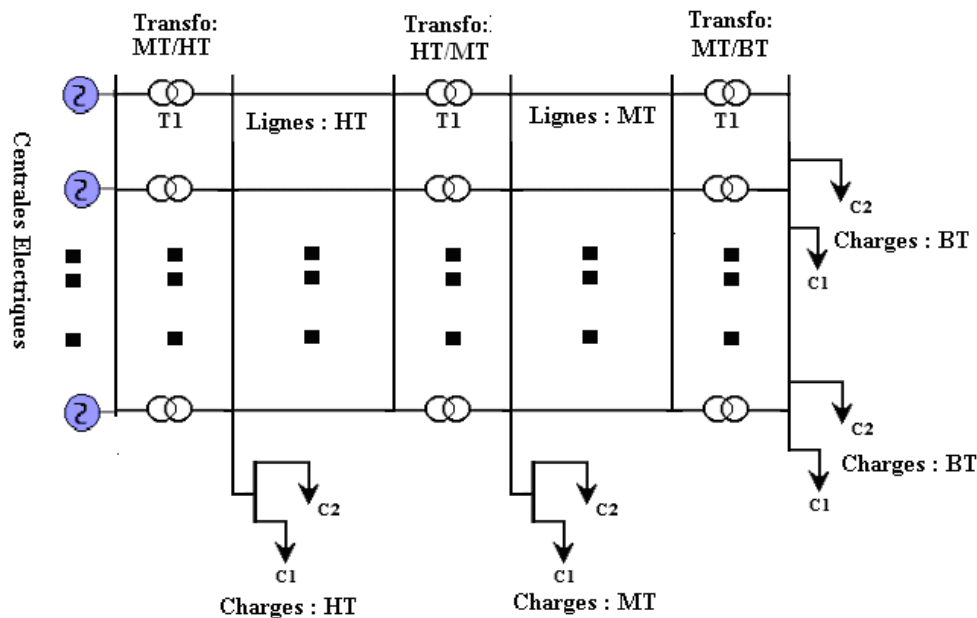 Transfo:
MT/HT
Transfo:.
HT/MT
Transfo:
MT/BT
T1
Lignes : HT
T1
Lignes : MT
T1
Centrales Electriques
C2
Charges : BT
C1
C2
Charges : BT
C1
C2
C1
Charges : HT
C2
C1
Charges : MT